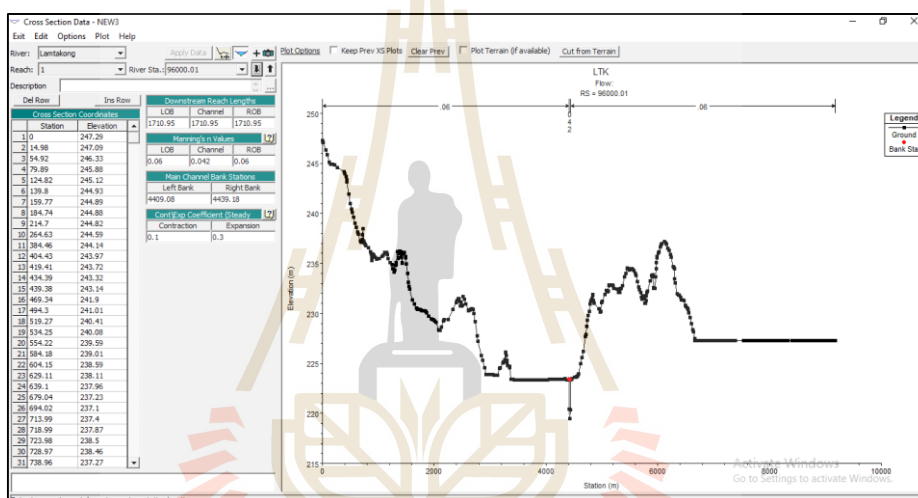 Cross Section Data - NEW3
Exit Edit Options Plot Help
River: Lamtakong Apply Data
Plot Options Keep Prev XS Plots Clear Prev Plot Terrain (if available) Cut from Terrain
Reach: 1 River Sta.: 96000.01
Description ...
Del Row Ins Row
Cross Section Coordinates
Station Elevation
1 0 247.29
2 14.98 247.09
3 54.92 246.33
4 79.89 245.88
5 124.82 245.12
6 139.8 244.93
7 159.77 244.89
8 184.74 244.88
9 214.7 244.82
10 264.63 244.59
11 384.46 244.14
12 404.43 243.97
13 419.41 243.72
14 434.39 243.32
15 439.38 243.14
16 469.34 241.9
17 494.3 241.01
18 519.27 240.41
19 534.25 240.08
20 554.22 239.59
21 584.18 239.01
22 604.15 238.59
23 629.11 238.11
24 639.1 237.96
25 679.04 237.23
26 694.02 237.1
27 713.99 237.4
28 718.99 237.87
29 723.98 238.5
30 728.97 238.46
31 738.96 237.27
Downstream Reach Lengths
LOB Channel ROB
1710.95 1710.95 1710.95
Manning's n Values ?
LOB Channel ROB
0.06 0.042 0.06
Main Channel Bank Stations
Left Bank Right Bank
4409.08 4439.18
Cont\Exp Coefficient (Steady ?
Contraction Expansion
0.1 0.3
LTK
Flow:
RS = 96000.01
.06
.06
4
2
Legend
Ground
Bank Sta
Elevation (m)
250
245
240
235
230
225
220
215
0 2000 4000 6000 8000 10000
Station (m)
Activate Windows
Go to Settings to activate Windows.